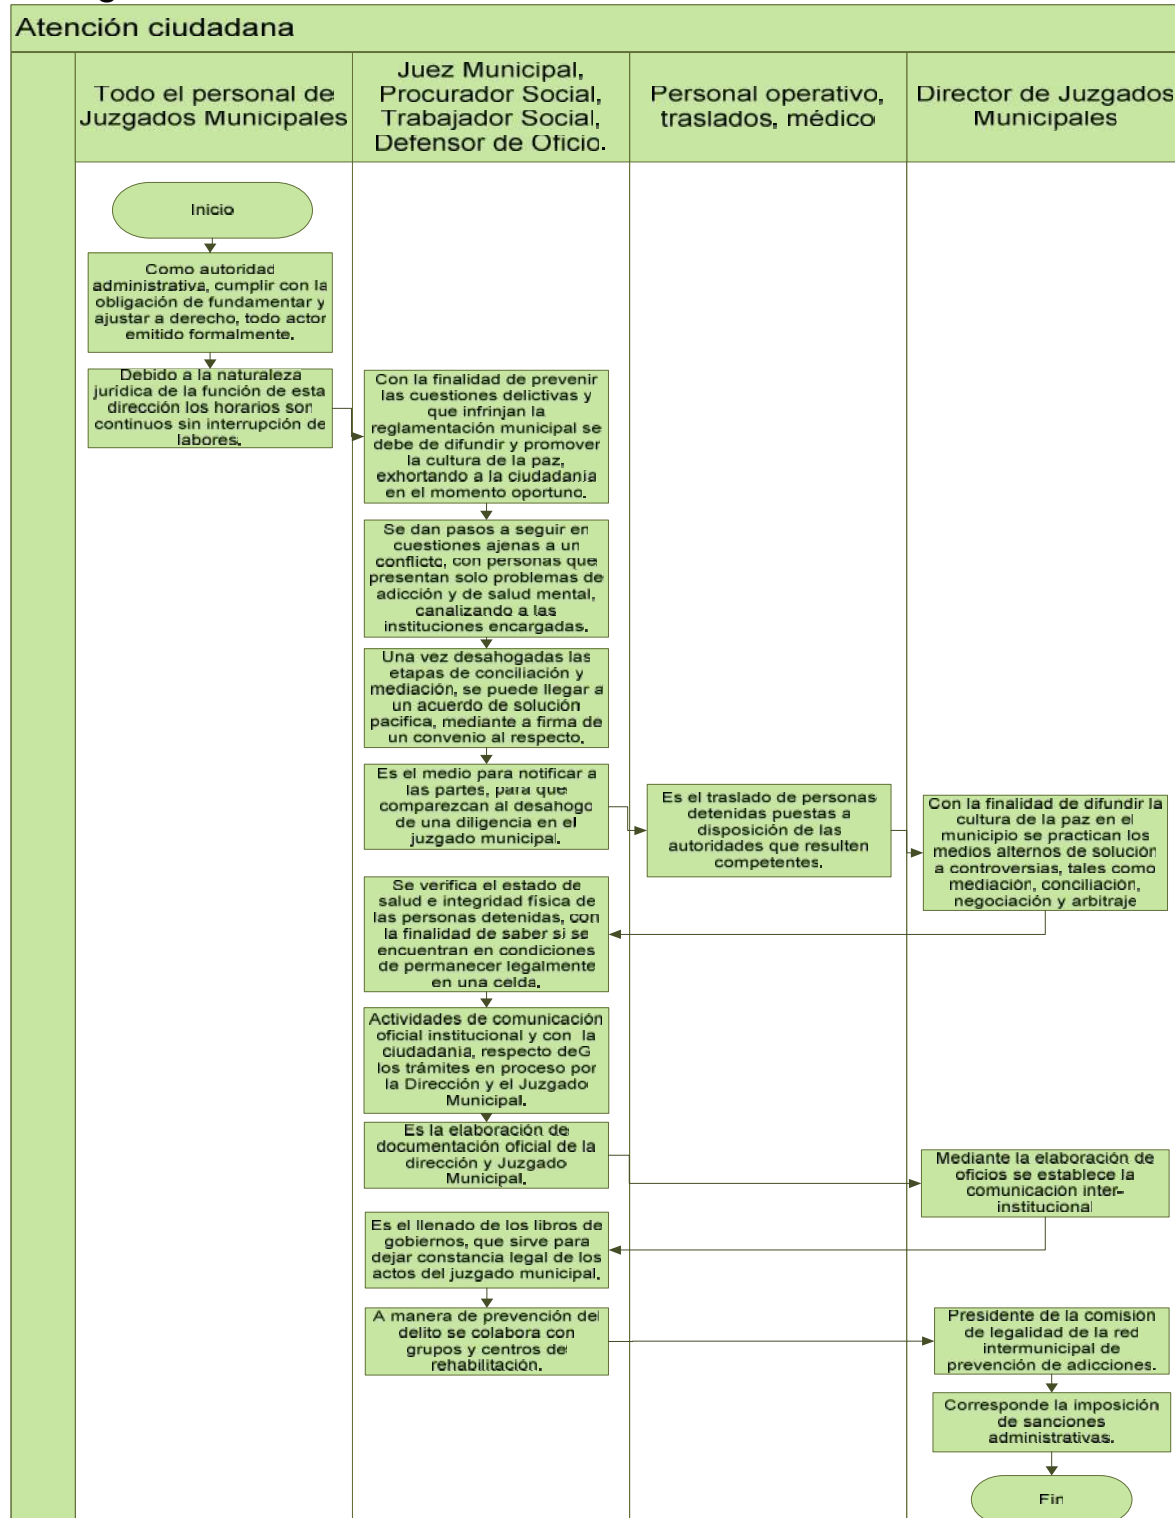 Atención ciudadana
Todo el personal de
Juzgados Municipales
Juez Municipal,
Procurador Social,
Trabajador Social,
Defensor de Oficio.
Personal operativo,
traslados, médico
Director de Juzgados
Municipales
Inicio
Como autoridad
administrativa, cumplir con la
obligación de fundamentar y
ajustar a derecho, todo actor
emitido formalmente.
Debido a la naturaleza
jurídica de la función de esta
dirección los horarios son
continuos sin interrupción de
labores.
Con la finalidad de prevenir
las cuestiones delictivas y
que infrinjan la
reglamentación municipal se
debe de difundir y promover
la cultura de la paz,
exhortando a la ciudadanía
en el momento oportuno.
Se dan pasos a seguir en
cuestiones ajenas a un
conflicto, con personas que
presentan solo problemas de
adicción y de salud mental,
canalizando a las
instituciones encargadas.
Una vez desahogadas las
etapas de conciliación y
mediación, se puede llegar a
un acuerdo de solución
pacifica, mediante a firma de
un convenio al respecto.
Es el medio para notificar a
las partes, para que
comparezcan al desahogo
de una diligencia en el
juzgado municipal.
Es el traslado de personas
detenidas puestas a
disposición de las
autoridades que resulten
competentes.
Con la finalidad de difundir la
cultura de la paz en el
municipio se practican los
medios alternos de solución
a controversias, tales como
mediación, conciliación,
negociación y arbitraje
Se verifica el estado de
salud e integridad física de
las personas detenidas, con
la finalidad de saber si se
encuentran en condiciones
de permanecer legalmente
en una celda.
Actividades de comunicación
oficial institucional y con la
ciudadanía, respecto deG
los trámites en proceso por
la Dirección y el Juzgado
Municipal.
Es la elaboración de
documentación oficial de la
dirección y Juzgado
Municipal.
Mediante la elaboración de
oficios se establece la
comunicación inter-
institucional
Es el llenado de los libros de
gobiernos, que sirve para
dejar constancia legal de los
actos del juzgado municipal.
A manera de prevención del
delito se colabora con
grupos y centros de
rehabilitación.
Presidente de la comisión
de legalidad de la red
intermunicipal de
prevención de adicciones.
Corresponde la imposición
de sanciones
administrativas.
Fin